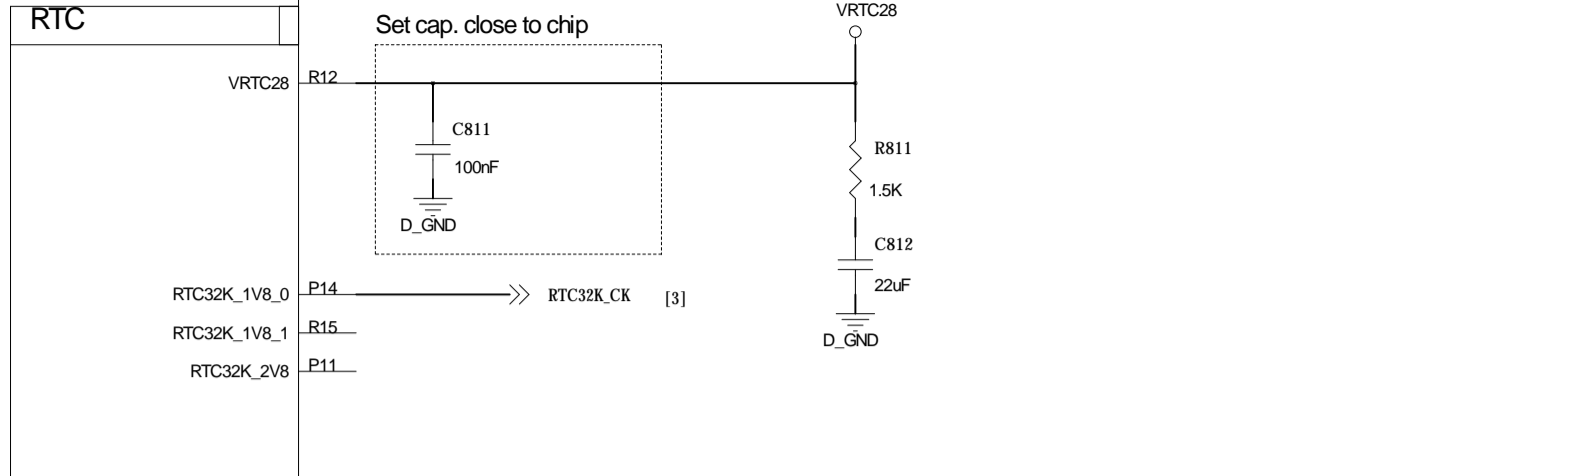 RTC
Set cap. close to chip
VRTC28
VRTC28
R12
C811
100nF
D_GND
R811
1.5K
C812
22uF
D_GND
RTC32K_1V8_0
P14
RTC32K_CK
[3]
RTC32K_1V8_1
R15
RTC32K_2V8
P11